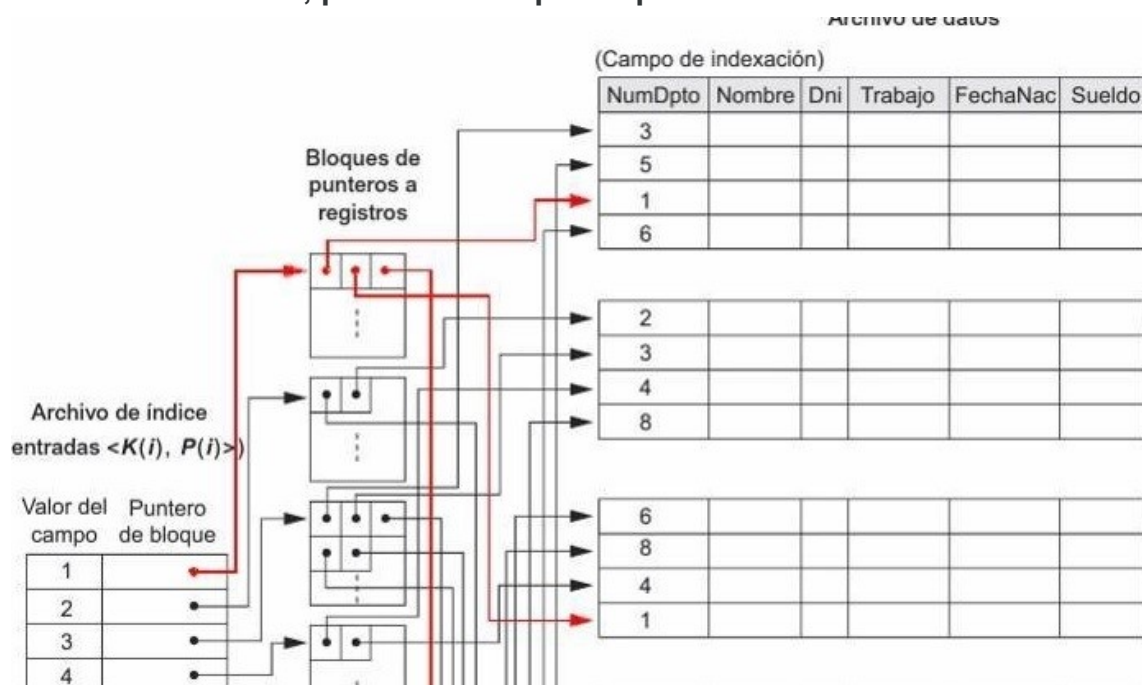 Archivo de datos
(Campo de indexación)
NumDpto Nombre Dni Trabajo FechaNac Sueldo
3
5
1
6
Bloques de
punteros a
registros
2
3
4
8
Archivo de índice
entradas <K(i), P(i)>)
Valor del campo
Puntero de bloque
1
2
3
4
6
8
4
1